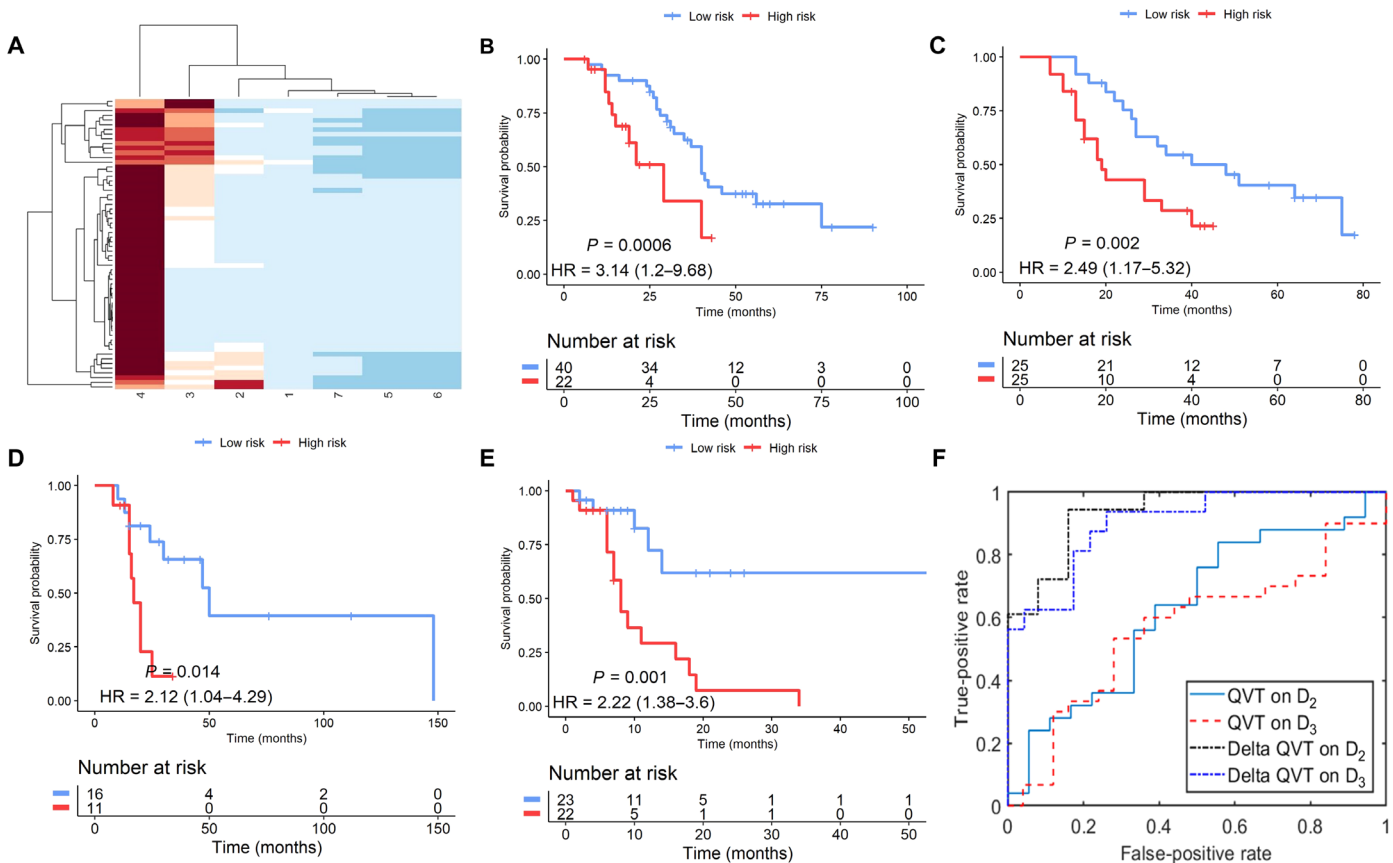 A
4 3 2 1 7 5 6
B
Low risk High risk
Survival probability
1.00
0.75
0.50
0.25
0.00
P = 0.0006
HR = 3.14 (1.2–9.68)
0 25 50 75 100
Time (months)
Number at risk
40 34 12 3 0
22 4 0 0 0
0 25 50 75 100
Time (months)
C
Low risk High risk
Survival probability
1.00
0.75
0.50
0.25
0.00
P = 0.002
HR = 2.49 (1.17–5.32)
0 20 40 60 80
Time (months)
Number at risk
25 21 12 7 0
25 10 4 0 0
0 20 40 60 80
Time (months)
D
Low risk High risk
Survival probability
1.00
0.75
0.50
0.25
0.00
P = 0.014
HR = 2.12 (1.04–4.29)
0 50 100 150
Time (months)
Number at risk
16 4 2 0
11 0 0 0
0 50 100 150
Time (months)
E
Low risk High risk
Survival probability
1.00
0.75
0.50
0.25
0.00
P = 0.001
HR = 2.22 (1.38–3.6)
0 10 20 30 40 50
Time (months)
Number at risk
23 11 5 1 1 1
22 5 1 1 0 0
0 10 20 30 40 50
Time (months)
F
True-positive rate
1
0.8
0.6
0.4
0.2
0
QVT on D2
QVT on D3
Delta QVT on D2
Delta QVT on D3
0 0.2 0.4 0.6 0.8 1
False-positive rate